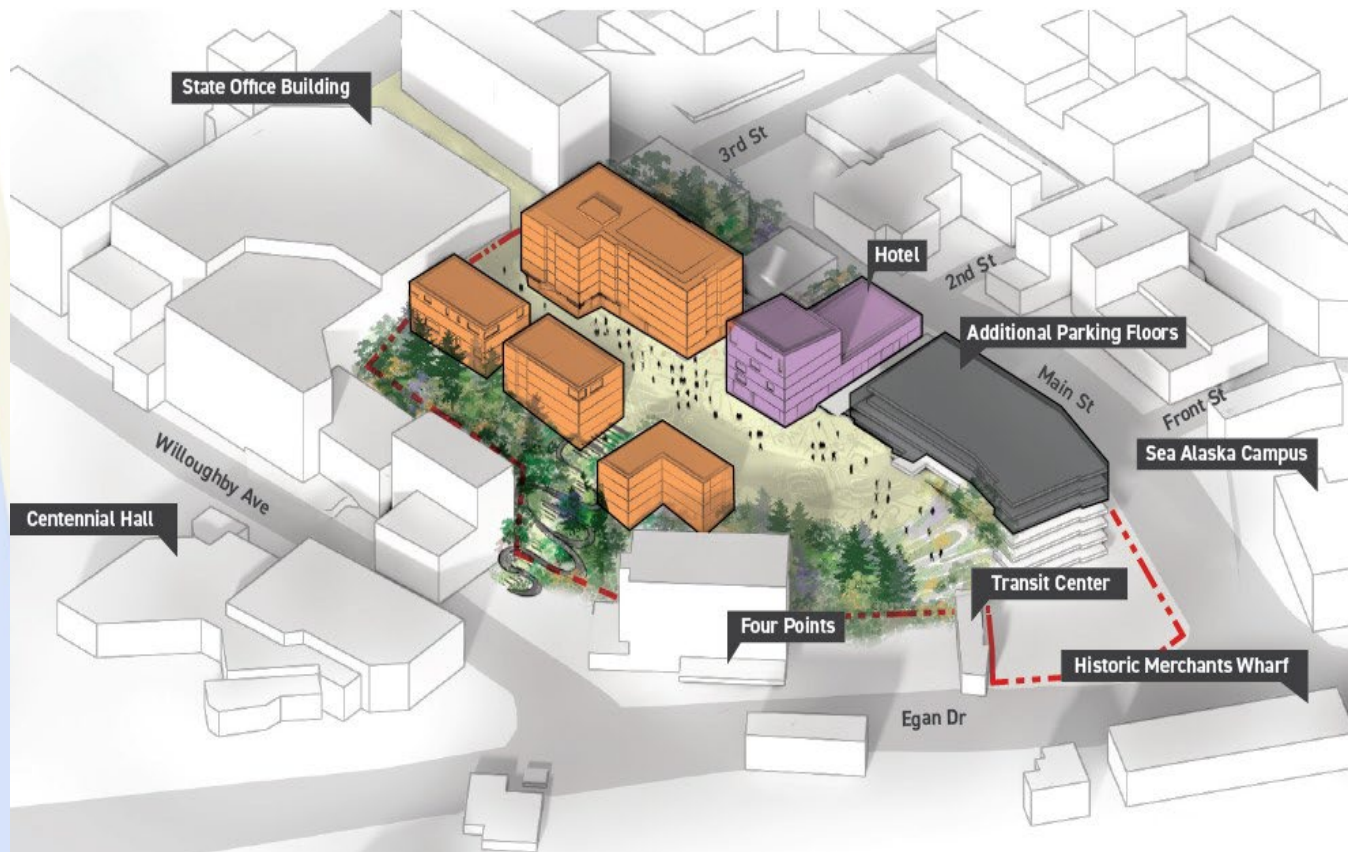 State Office Building
3rd St
Hotel
2nd St
Additional Parking Floors
Main St
Front St
Sea Alaska Campus
Willoughby Ave
Centennial Hall
Transit Center
Four Points
Historic Merchants Wharf
Egan Dr